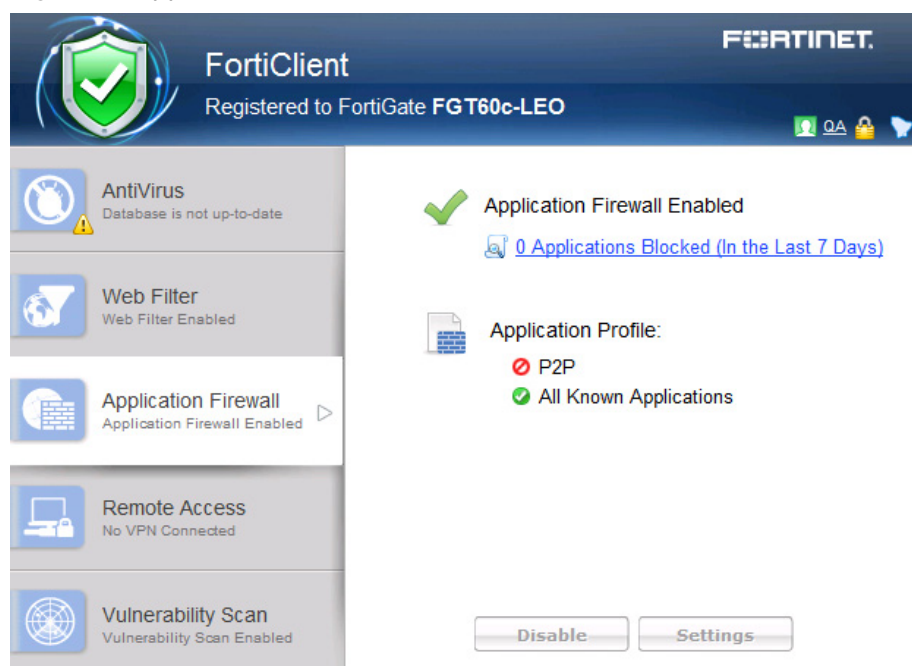 FORTINET.
FortiClient
Registered to FortiGate FGT60c-LEO
QA
AntiVirus
Database is not up-to-date
Web Filter
Web Filter Enabled
Application Firewall
Application Firewall Enabled
Remote Access
No VPN Connected
Vulnerability Scan
Vulnerability Scan Enabled
Application Firewall Enabled
0 Applications Blocked (In the Last 7 Days)
Application Profile:
P2P
All Known Applications
Disable
Settings